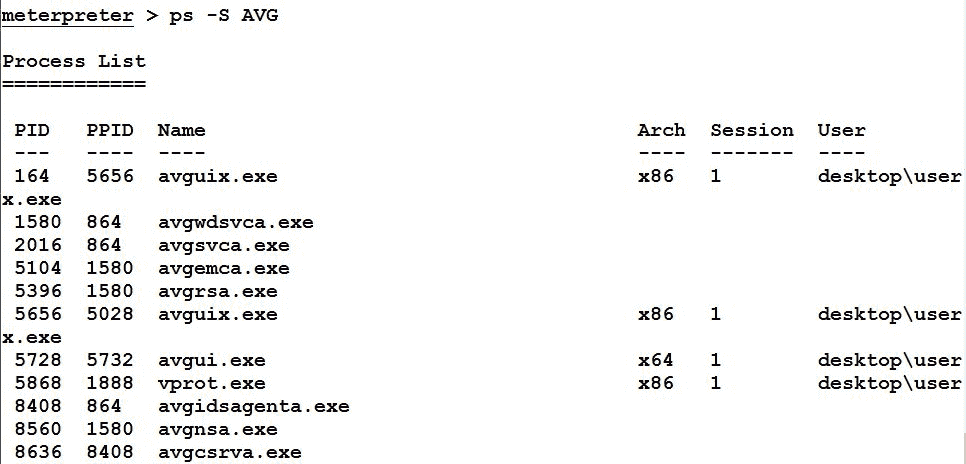 meterpreter > ps -S AVG
Process List
============
PID PPID Name Arch Session User
--- ---- ---- ---- ------- ----
164 5656 avguix.exe x86 1 desktop\user
x.exe
1580 864 avgwdsvca.exe
2016 864 avgsvca.exe
5104 1580 avgemca.exe
5396 1580 avgrsa.exe
5656 5028 avguix.exe x86 1 desktop\user
x.exe
5728 5732 avgui.exe x64 1 desktop\user
5868 1888 vprot.exe x86 1 desktop\user
8408 864 avgidsagenta.exe
8560 1580 avgnsa.exe
8636 8408 avgcsrva.exe